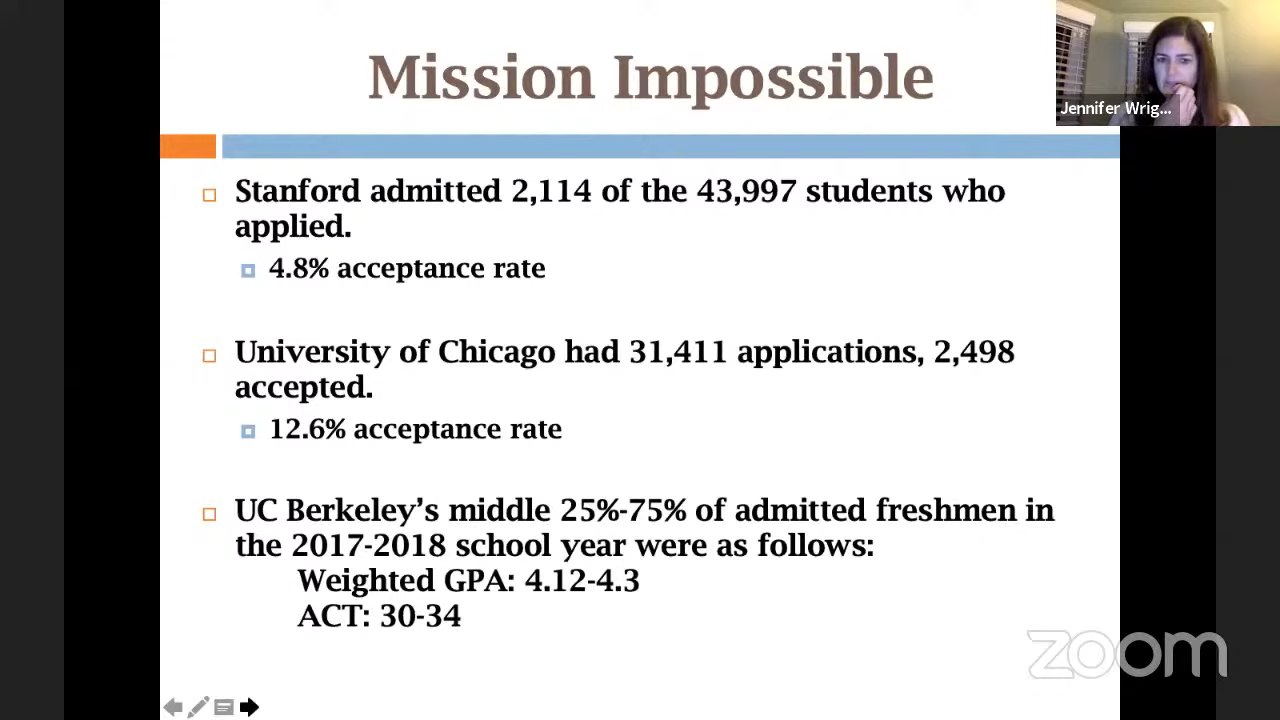 Mission Impossible
Jennifer Wrig...
Stanford admitted 2,114 of the 43,997 students who
applied.
4.8% acceptance rate
University of Chicago had 31,411 applications, 2,498
accepted.
12.6% acceptance rate
UC Berkeley’s middle 25%-75% of admitted freshmen in
the 2017-2018 school year were as follows:
Weighted GPA: 4.12-4.3
ACT: 30-34
zoom